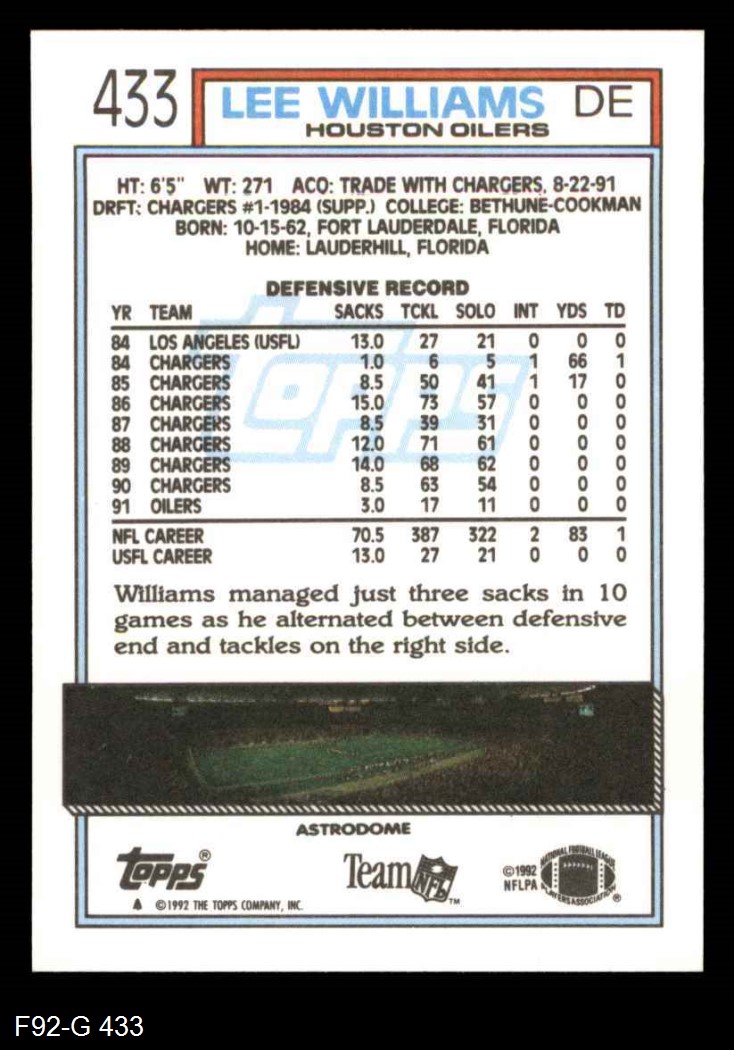 433 LEE WILLIAMS DE
HOUSTON OILERS
HT: 6'5" WT: 271 ACQ: TRADE WITH CHARGERS, 8-22-91
DRFT: CHARGERS #1-1984 (SUPP.) COLLEGE: BETHUNE-COOKMAN
BORN: 10-15-62, FORT LAUDERDALE, FLORIDA
HOME: LAUDERHILL, FLORIDA
DEFENSIVE RECORD
YR TEAM SACKS TCKL SOLO INT YDS TD
84 LOS ANGELES (USFL) 13.0 27 21 0 0 0
84 CHARGERS 1.0 6 5 1 66 1
85 CHARGERS 8.5 50 41 1 17 0
86 CHARGERS 15.0 73 57 0 0 0
87 CHARGERS 8.5 39 31 0 0 0
88 CHARGERS 12.0 71 61 0 0 0
89 CHARGERS 14.0 68 62 0 0 0
90 CHARGERS 8.5 63 54 0 0 0
91 OILERS 3.0 17 11 0 0 0
NFL CAREER 70.5 387 322 2 83 1
USFL CAREER 13.0 27 21 0 0 0
Williams managed just three sacks in 10
games as he alternated between defensive
end and tackles on the right side.
ASTRODOME
Topps® Team NFL™ ©1992 NFLPA NATIONAL FOOTBALL LEAGUE PLAYERS ASSOCIATION ®
A ©1992 THE TOPPS COMPANY, INC.
F92-G 433